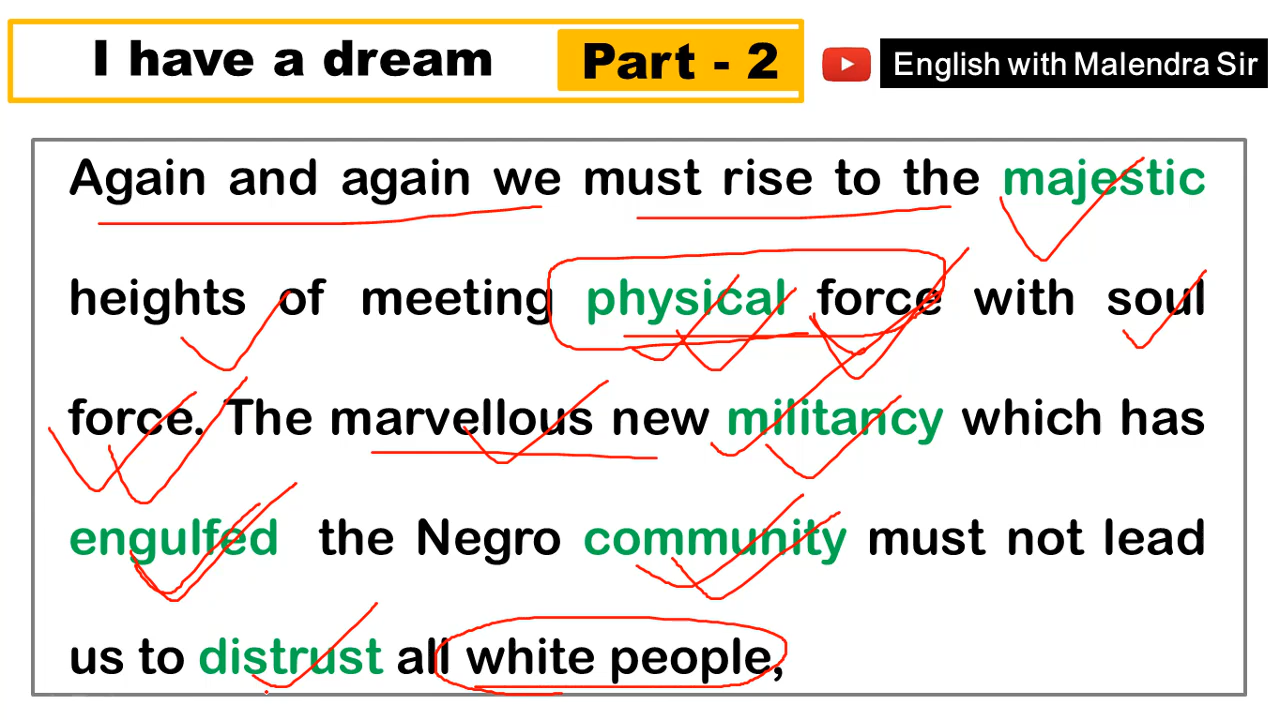 I have a dream
Part - 2
English with Malendra Sir
Again and again we must rise to the majestic
heights of meeting physical force with soul
force. The marvellous new militancy which has
engulfed the Negro community must not lead
us to distrust all white people,